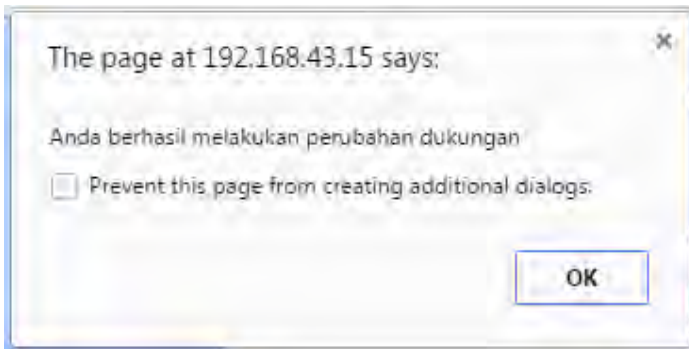 The page at 192.168.43.15 says:
Anda berhasil melakukan perubahan dukungan
Prevent this page from creating additional dialogs.
OK